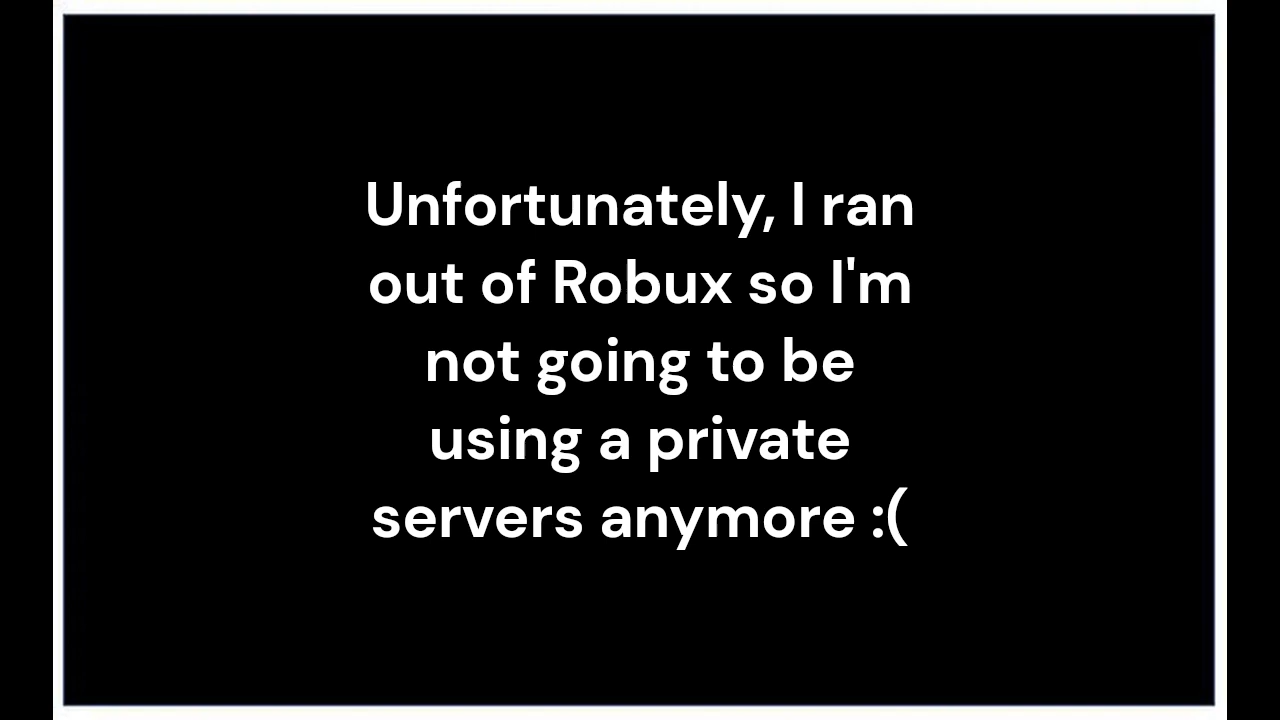 Unfortunately, I ran
out of Robux so I'm
not going to be
using a private
servers anymore :(